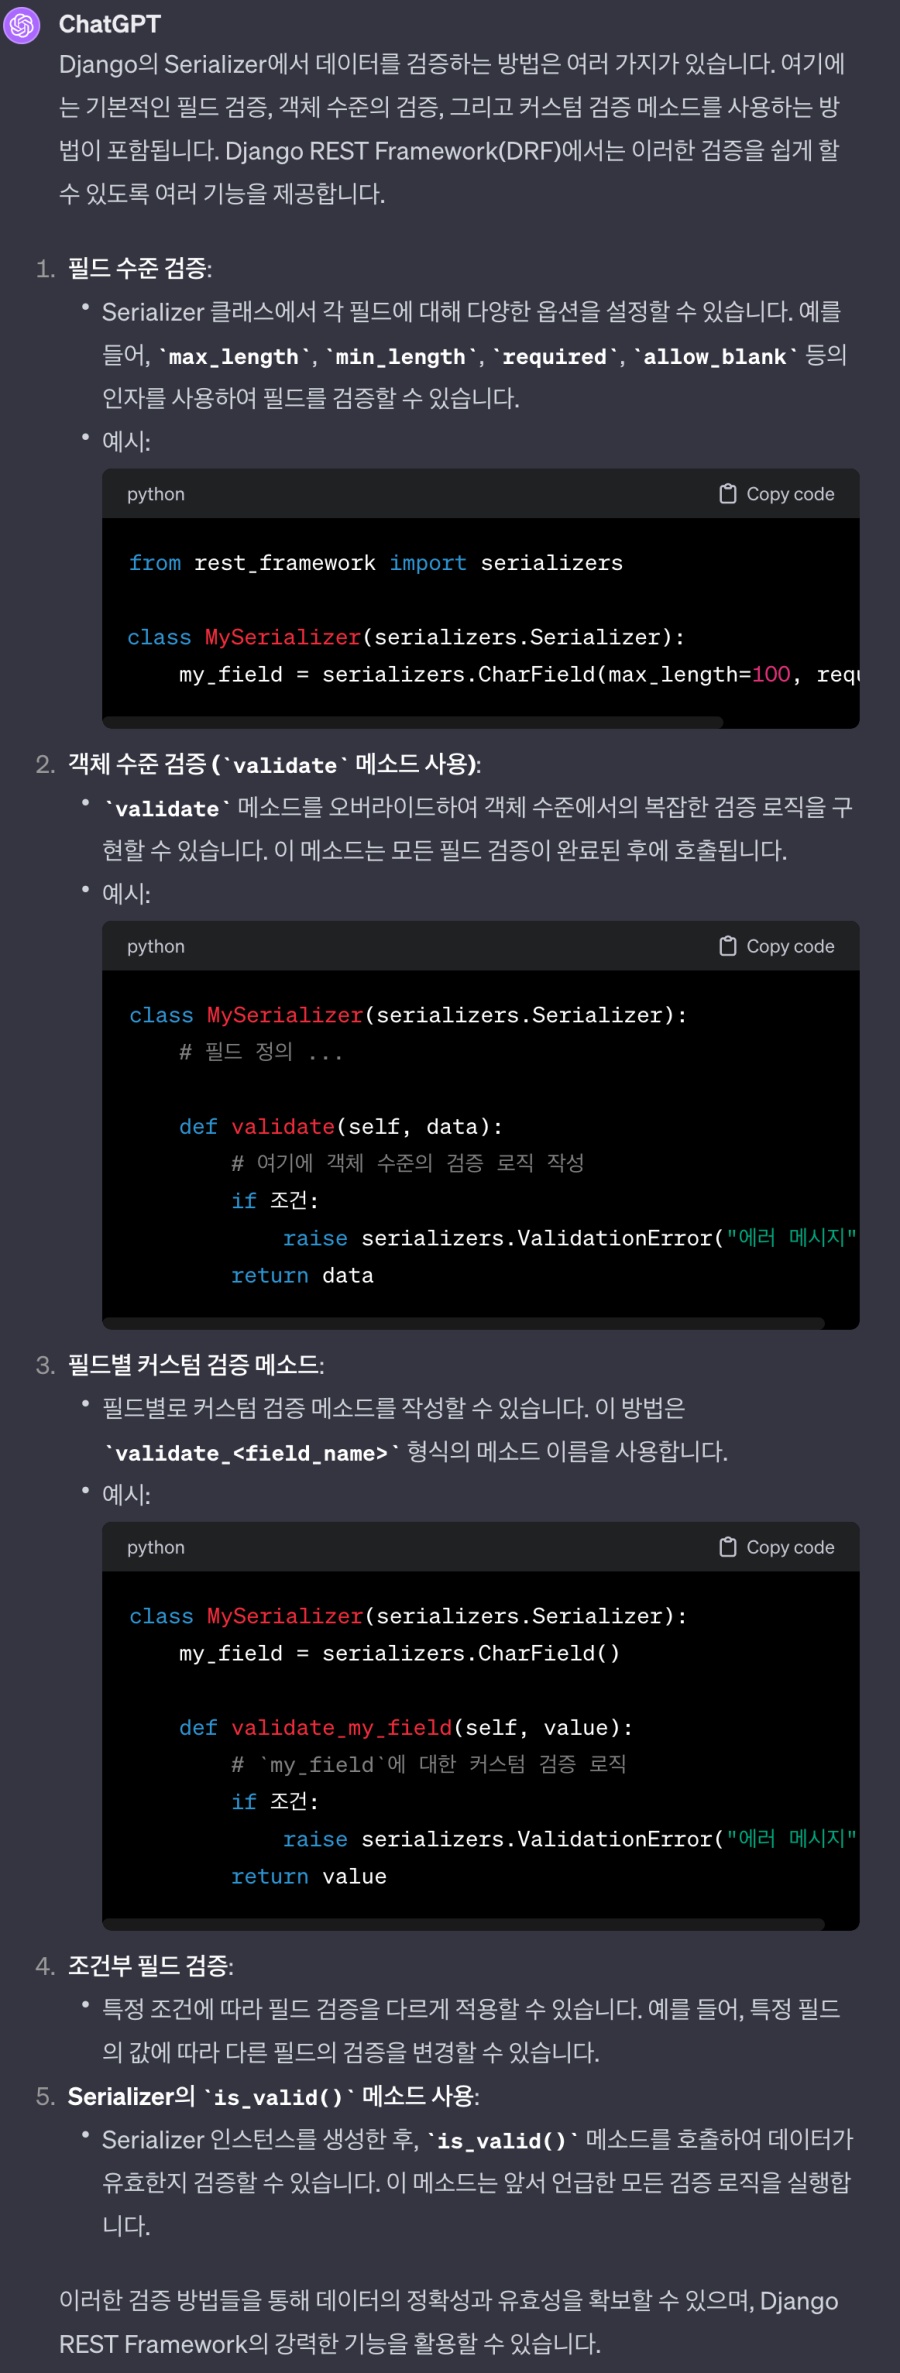 ChatGPT
Django의 Serializer에서 데이터를 검증하는 방법은 여러 가지가 있습니다. 여기에
는 기본적인 필드 검증, 객체 수준의 검증, 그리고 커스텀 검증 메소드를 사용하는 방
법이 포함됩니다. Django REST Framework(DRF)에서는 이러한 검증을 쉽게 할
수 있도록 여러 기능을 제공합니다.
1. 필드 수준 검증:
• Serializer 클래스에서 각 필드에 대해 다양한 옵션을 설정할 수 있습니다. 예를
들어, `max_length`, `min_length`, `required`, `allow_blank` 등의
인자를 사용하여 필드를 검증할 수 있습니다.
• 예시:
python Copy code
from rest_framework import serializers
class MySerializer(serializers.Serializer):
    my_field = serializers.CharField(max_length=100, requ
2. 객체 수준 검증 (`validate` 메소드 사용):
• `validate` 메소드를 오버라이드하여 객체 수준에서의 복잡한 검증 로직을 구
현할 수 있습니다. 이 메소드는 모든 필드 검증이 완료된 후에 호출됩니다.
• 예시:
python Copy code
class MySerializer(serializers.Serializer):
    # 필드 정의 ...
    def validate(self, data):
        # 여기에 객체 수준의 검증 로직 작성
        if 조건:
            raise serializers.ValidationError("에러 메시지"
        return data
3. 필드별 커스텀 검증 메소드:
• 필드별로 커스텀 검증 메소드를 작성할 수 있습니다. 이 방법은
`validate_<field_name>` 형식의 메소드 이름을 사용합니다.
• 예시:
python Copy code
class MySerializer(serializers.Serializer):
    my_field = serializers.CharField()
    def validate_my_field(self, value):
        # `my_field`에 대한 커스텀 검증 로직
        if 조건:
            raise serializers.ValidationError("에러 메시지"
        return value
4. 조건부 필드 검증:
• 특정 조건에 따라 필드 검증을 다르게 적용할 수 있습니다. 예를 들어, 특정 필드
의 값에 따라 다른 필드의 검증을 변경할 수 있습니다.
5. Serializer의 `is_valid()` 메소드 사용:
• Serializer 인스턴스를 생성한 후, `is_valid()` 메소드를 호출하여 데이터가
유효한지 검증할 수 있습니다. 이 메소드는 앞서 언급한 모든 검증 로직을 실행합
니다.
이러한 검증 방법들을 통해 데이터의 정확성과 유효성을 확보할 수 있으며, Django
REST Framework의 강력한 기능을 활용할 수 있습니다.